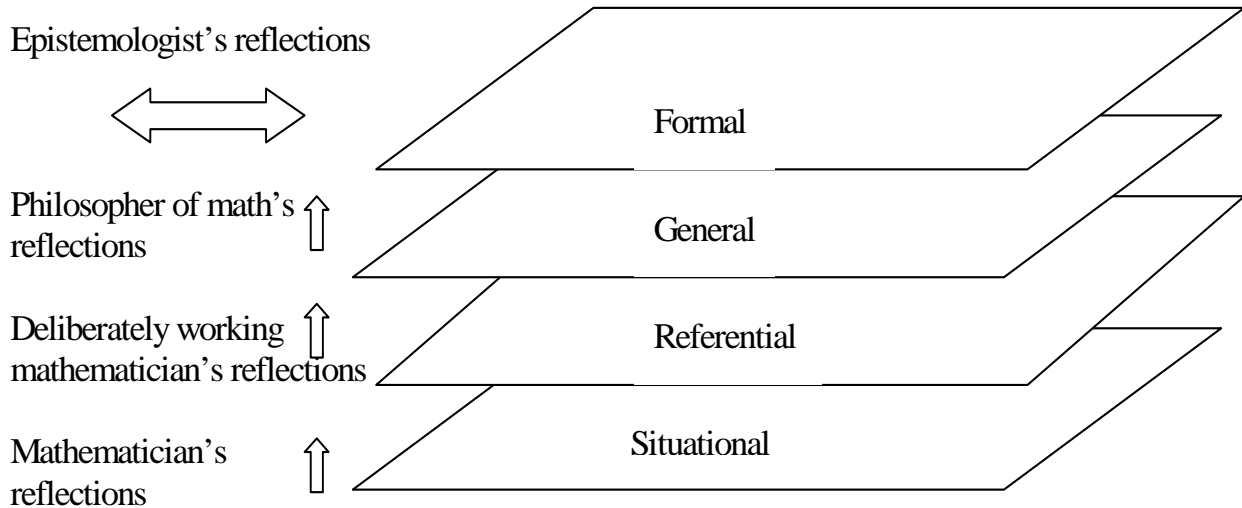 Epistemologist’s reflections
Formal
Philosopher of math’s
reflections
General
Deliberately working
mathematician’s reflections
Referential
Mathematician’s
reflections
Situational